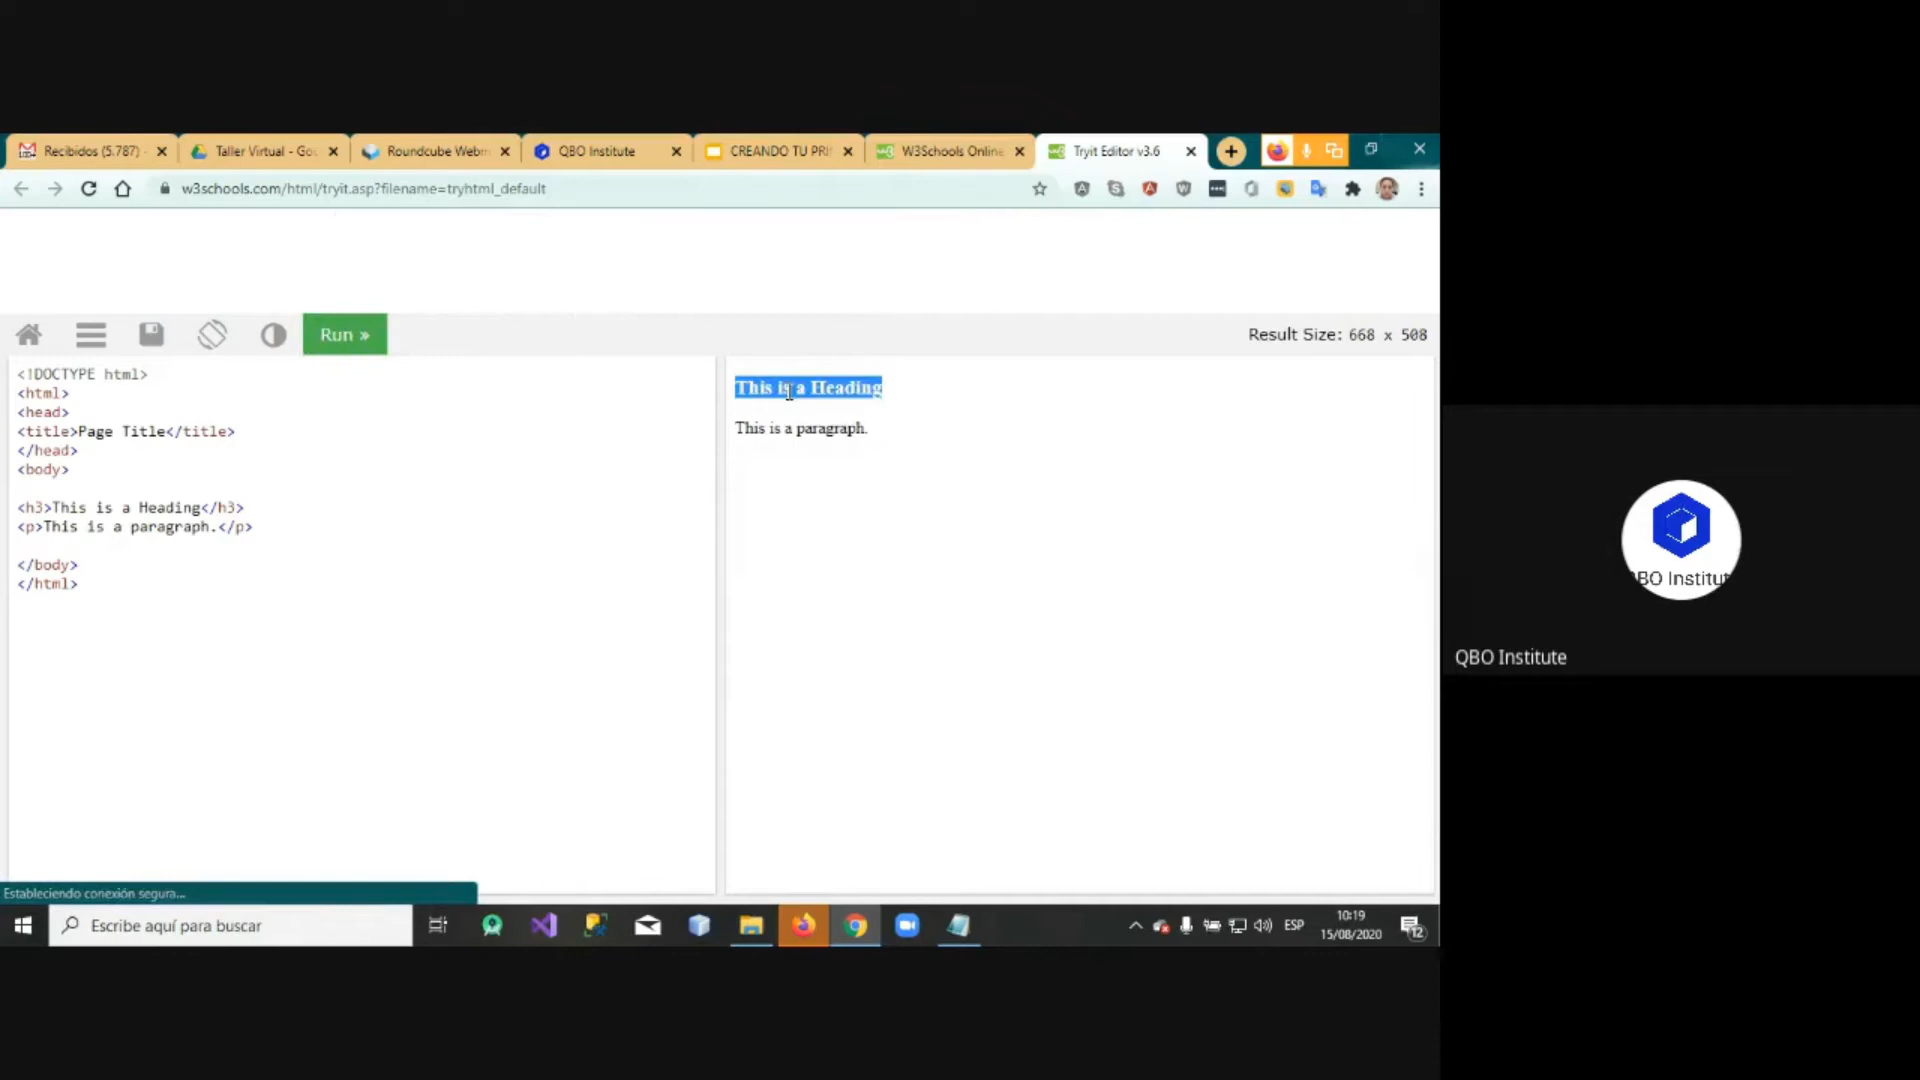 Recibidos (5.787)
Taller Virtual - Goo
Roundcube Webm
QBO Institute
CREANDO TU PRI
W3Schools Online
Tryit Editor v3.6
w3schools.com/html/tryit.asp?filename=tryhtml_default
Run »
Result Size: 668 x 508
<!DOCTYPE html>
<html>
<head>
<title>Page Title</title>
</head>
<body>
<h3>This is a Heading</h3>
<p>This is a paragraph.</p>
</body>
</html>
This is a Heading
This is a paragraph.
Estableciendo conexión segura...
Escribe aquí para buscar
ESP
10:19
15/08/2020
12
BO Institut
QBO Institute